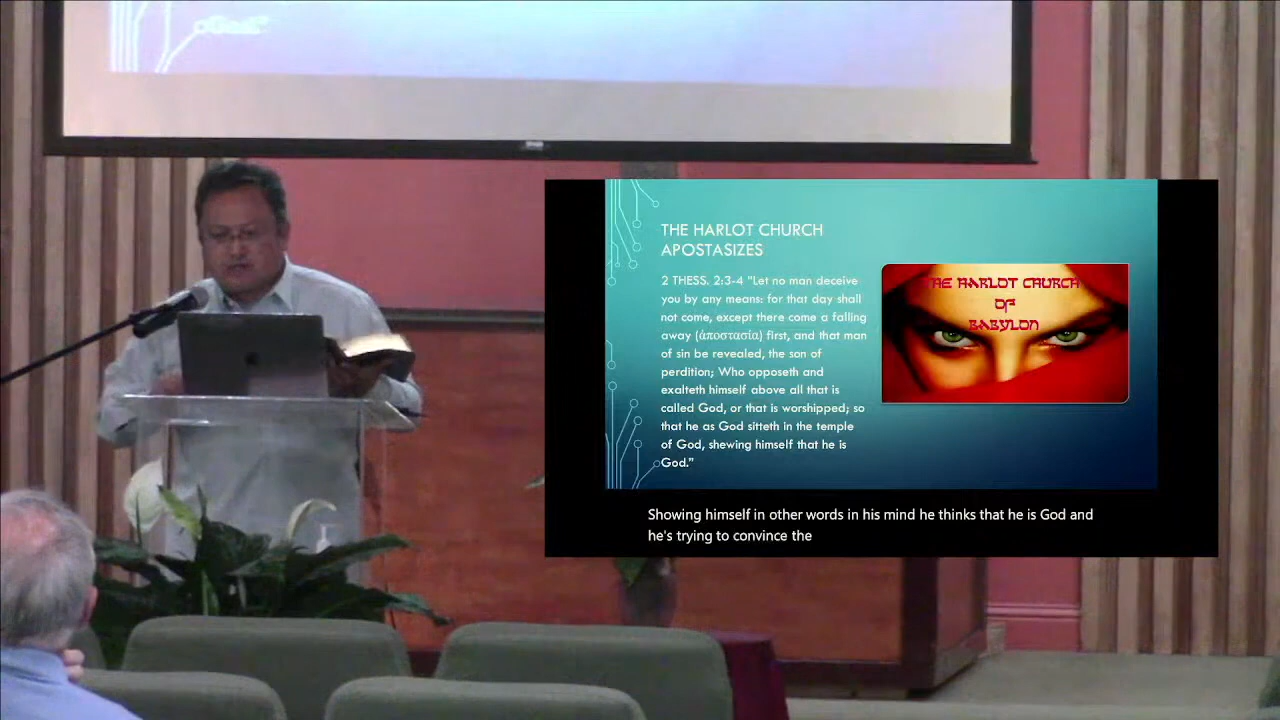 God."
THE HARLOT CHURCH
APOSTASIZES
2 THESS. 2:3-4 "Let no man deceive
you by any means: for that day shall
not come, except there come a falling
away (ἀποστασία) first, and that man
of sin be revealed, the son of
perdition; Who opposeth and
exalteth himself above all that is
called God, or that is worshipped; so
that he as God sitteth in the temple
of God, shewing himself that he is
God."
THE HARLOT CHURCH
OF
BABYLON
Showing himself in other words in his mind he thinks that he is God and
he's trying to convince the